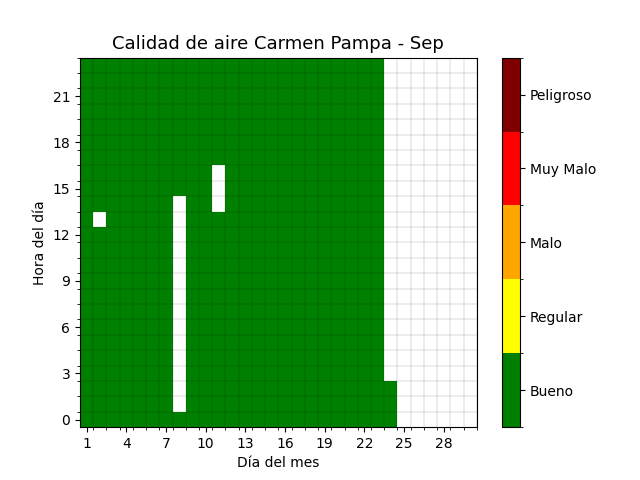 Calidad de aire Carmen Pampa - Sep
21
18
15
12
9
6
3
0
Hora del día
1 4 7 10 13 16 19 22 25 28
Día del mes
Peligroso
Muy Malo
Malo
Regular
Bueno